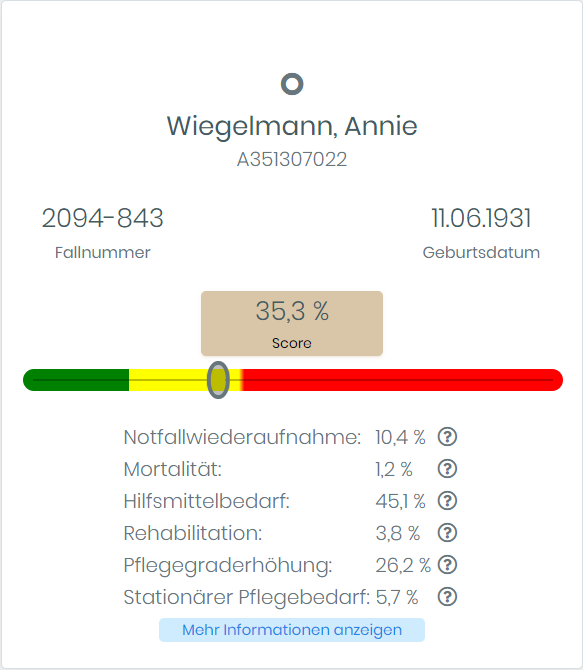 Wiegelmann, Annie
A351307022
2094-843 11.06.1931
Fallnummer Geburtsdatum
35,3 %
Score
Notfallwiederaufnahme: 10,4 %
Mortalität: 1,2 %
Hilfsmittelbedarf: 45,1 %
Rehabilitation: 3,8 %
Pflegegraderhöhung: 26,2 %
Stationärer Pflegebedarf: 5,7 %
Mehr Informationen anzeigen